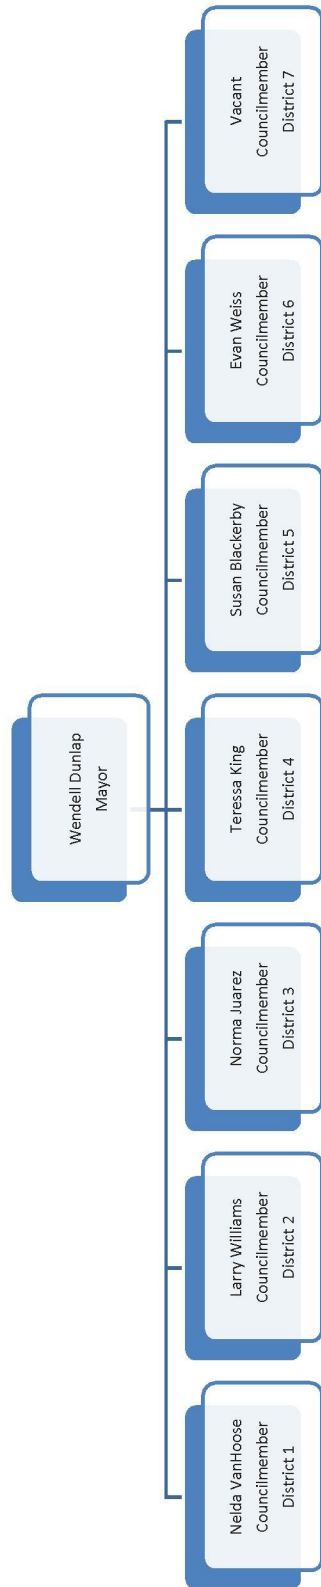 Wendell Dunlap
Mayor
Nelda VanHoose
Councilmember
District 1
Larry Williams
Councilmember
District 2
Norma Juarez
Councilmember
District 3
Teressa King
Councilmember
District 4
Susan Blackerby
Councilmember
District 5
Evan Weiss
Councilmember
District 6
Vacant
Councilmember
District 7